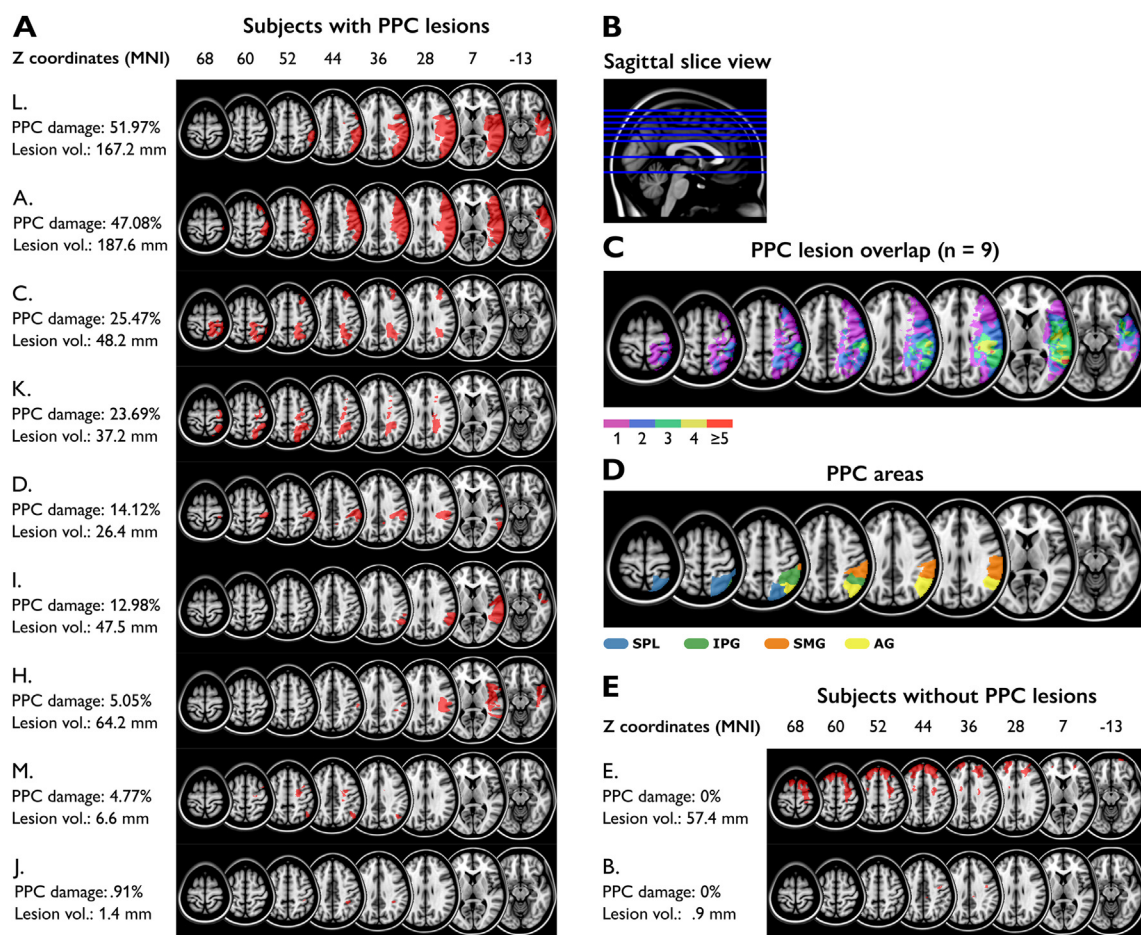 A
Subjects with PPC lesions
Z coordinates (MNI) 68 60 52 44 36 28 7 -13
L.
PPC damage: 51.97%
Lesion vol.: 167.2 mm
A.
PPC damage: 47.08%
Lesion vol.: 187.6 mm
C.
PPC damage: 25.47%
Lesion vol.: 48.2 mm
K.
PPC damage: 23.69%
Lesion vol.: 37.2 mm
D.
PPC damage: 14.12%
Lesion vol.: 26.4 mm
I.
PPC damage: 12.98%
Lesion vol.: 47.5 mm
H.
PPC damage: 5.05%
Lesion vol.: 64.2 mm
M.
PPC damage: 4.77%
Lesion vol.: 6.6 mm
J.
PPC damage: .91%
Lesion vol.: 1.4 mm
B
Sagittal slice view
C
PPC lesion overlap (n = 9)
1 2 3 4 ≥5
D
PPC areas
SPL IPG SMG AG
E
Subjects without PPC lesions
Z coordinates (MNI) 68 60 52 44 36 28 7 -13
E.
PPC damage: 0%
Lesion vol.: 57.4 mm
B.
PPC damage: 0%
Lesion vol.: .9 mm